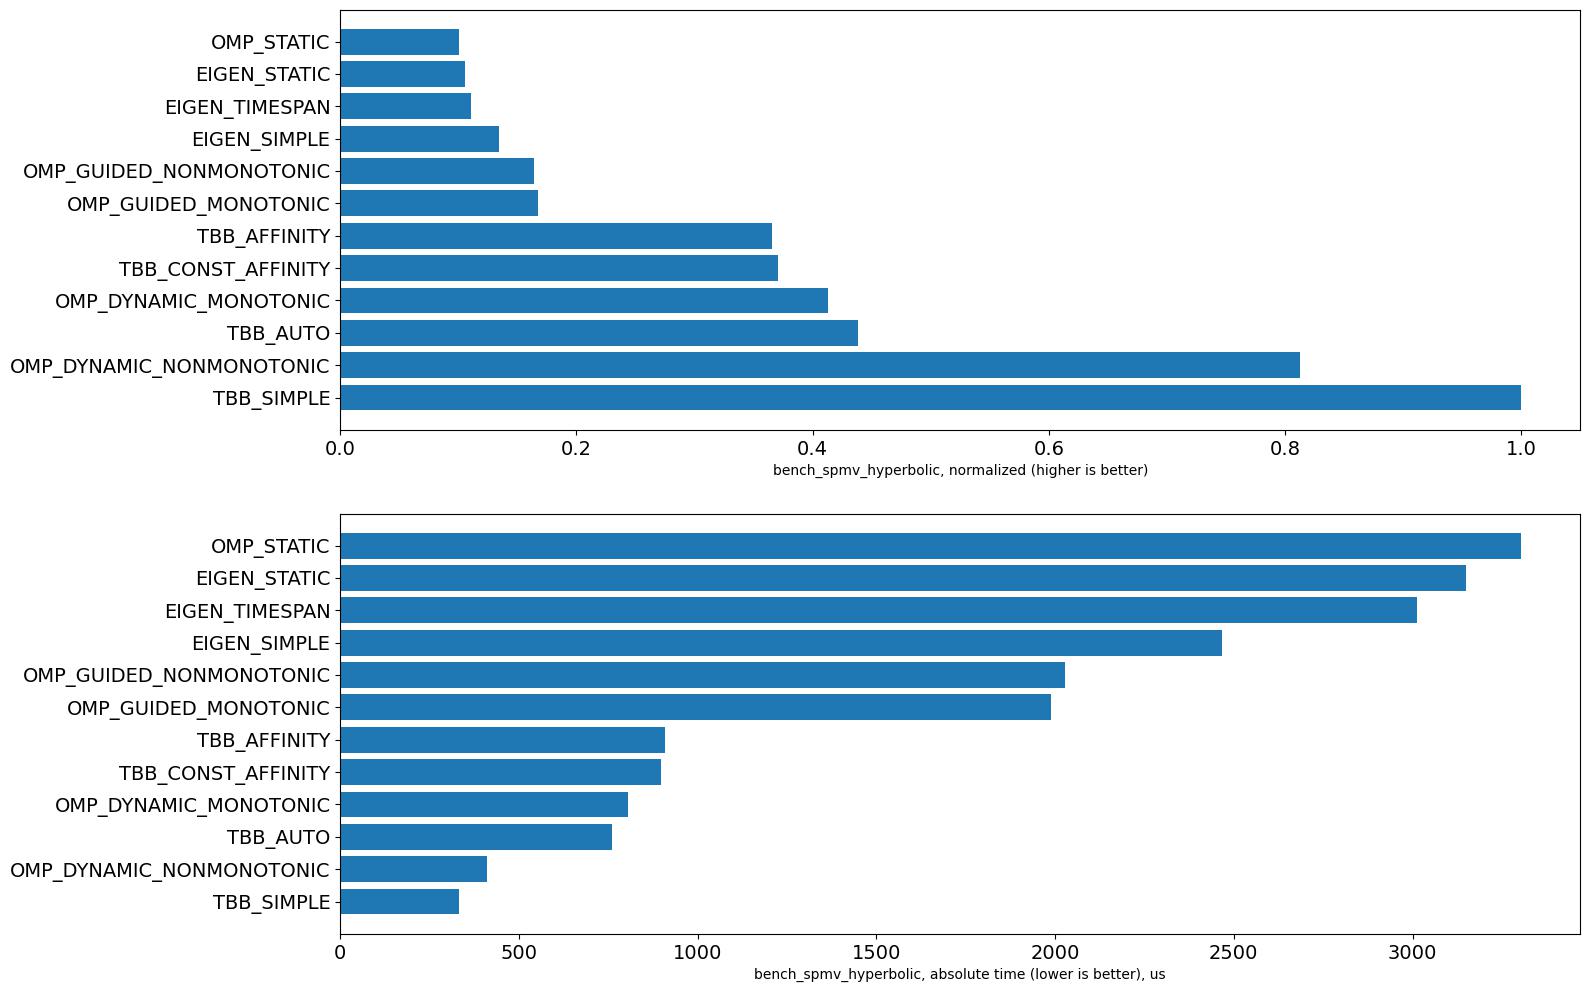 OMP_STATIC
EIGEN_STATIC
EIGEN_TIMESPAN
EIGEN_SIMPLE
OMP_GUIDED_NONMONOTONIC
OMP_GUIDED_MONOTONIC
TBB_AFFINITY
TBB_CONST_AFFINITY
OMP_DYNAMIC_MONOTONIC
TBB_AUTO
OMP_DYNAMIC_NONMONOTONIC
TBB_SIMPLE
0.0 0.2 0.4 0.6 0.8 1.0
bench_spmv_hyperbolic, normalized (higher is better)
OMP_STATIC
EIGEN_STATIC
EIGEN_TIMESPAN
EIGEN_SIMPLE
OMP_GUIDED_NONMONOTONIC
OMP_GUIDED_MONOTONIC
TBB_AFFINITY
TBB_CONST_AFFINITY
OMP_DYNAMIC_MONOTONIC
TBB_AUTO
OMP_DYNAMIC_NONMONOTONIC
TBB_SIMPLE
0 500 1000 1500 2000 2500 3000
bench_spmv_hyperbolic, absolute time (lower is better), us